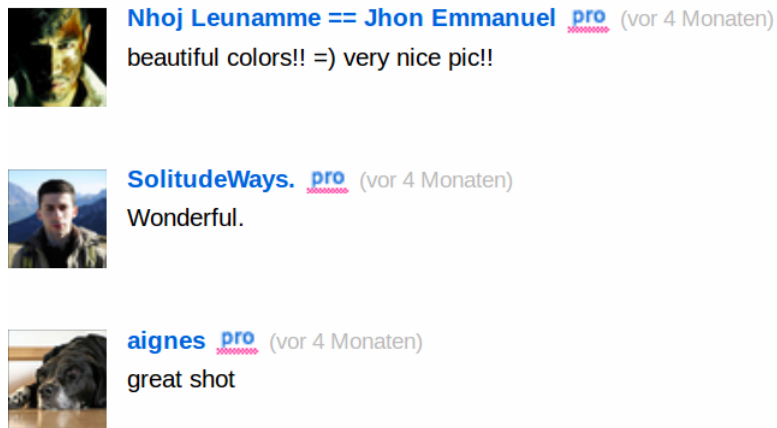 Nhoj Leunamme == Jhon Emmanuel pro (vor 4 Monaten)
beautiful colors!! =) very nice pic!!
SolitudeWays. pro (vor 4 Monaten)
Wonderful.
aignes pro (vor 4 Monaten)
great shot